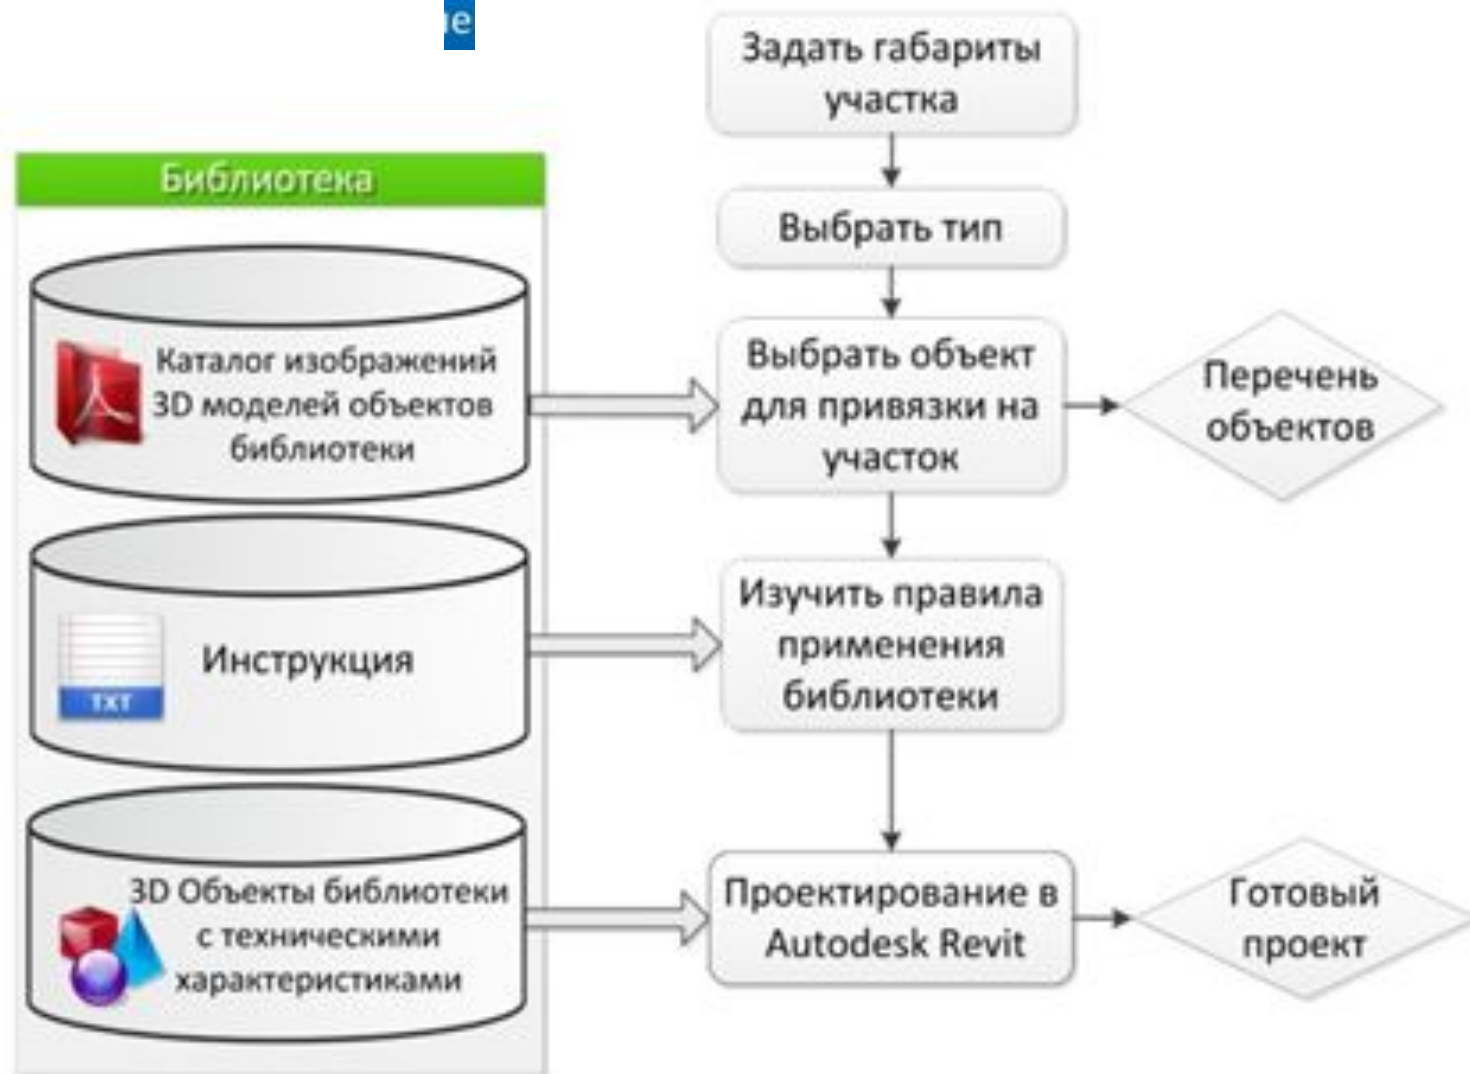 ие
Задать габариты
участка
Библиотека
Выбрать тип
Каталог изображений
3D моделей объектов
библиотеки
Выбрать объект
для привязки на
участок
Перечень
объектов
TXT
Инструкция
Изучить правила
применения
библиотеки
3D Объекты библиотеки
с техническими
характеристиками
Проектирование в
Autodesk Revit
Готовый
проект